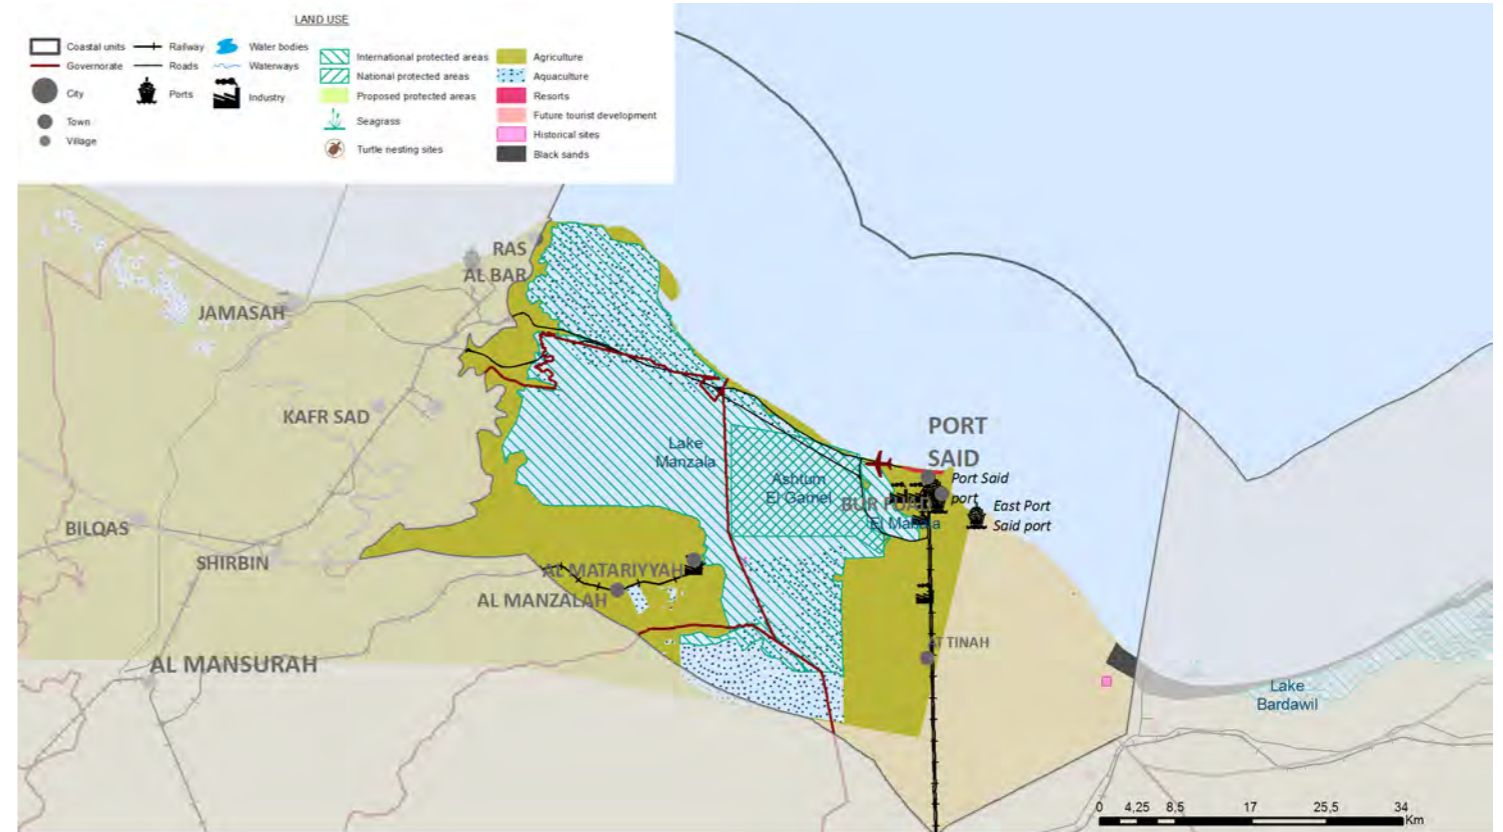 LAND USE
Coastal units
Railway
Water bodies
Governorate
Roads
Waterways
City
Ports
Industry
Town
Village
International protected areas
National protected areas
Proposed protected areas
Seagrass
Turtle nesting sites
Agriculture
Aquaculture
Resorts
Future tourist development
Historical sites
Black sands
RAS
AL BAR
JAMASAH
KAFR SAD
Lake
Manzala
PORT
SAID
Ashtum
El Gamel
Port Said
port
BUR FUAD
El Manala
East Port
Said port
BILQAS
SHIRBIN
AL MATARIYYAH
AL MANZALAH
AT TINAH
AL MANSURAH
Lake
Bardawil
0 4,25 8,5 17 25,5 34
Km